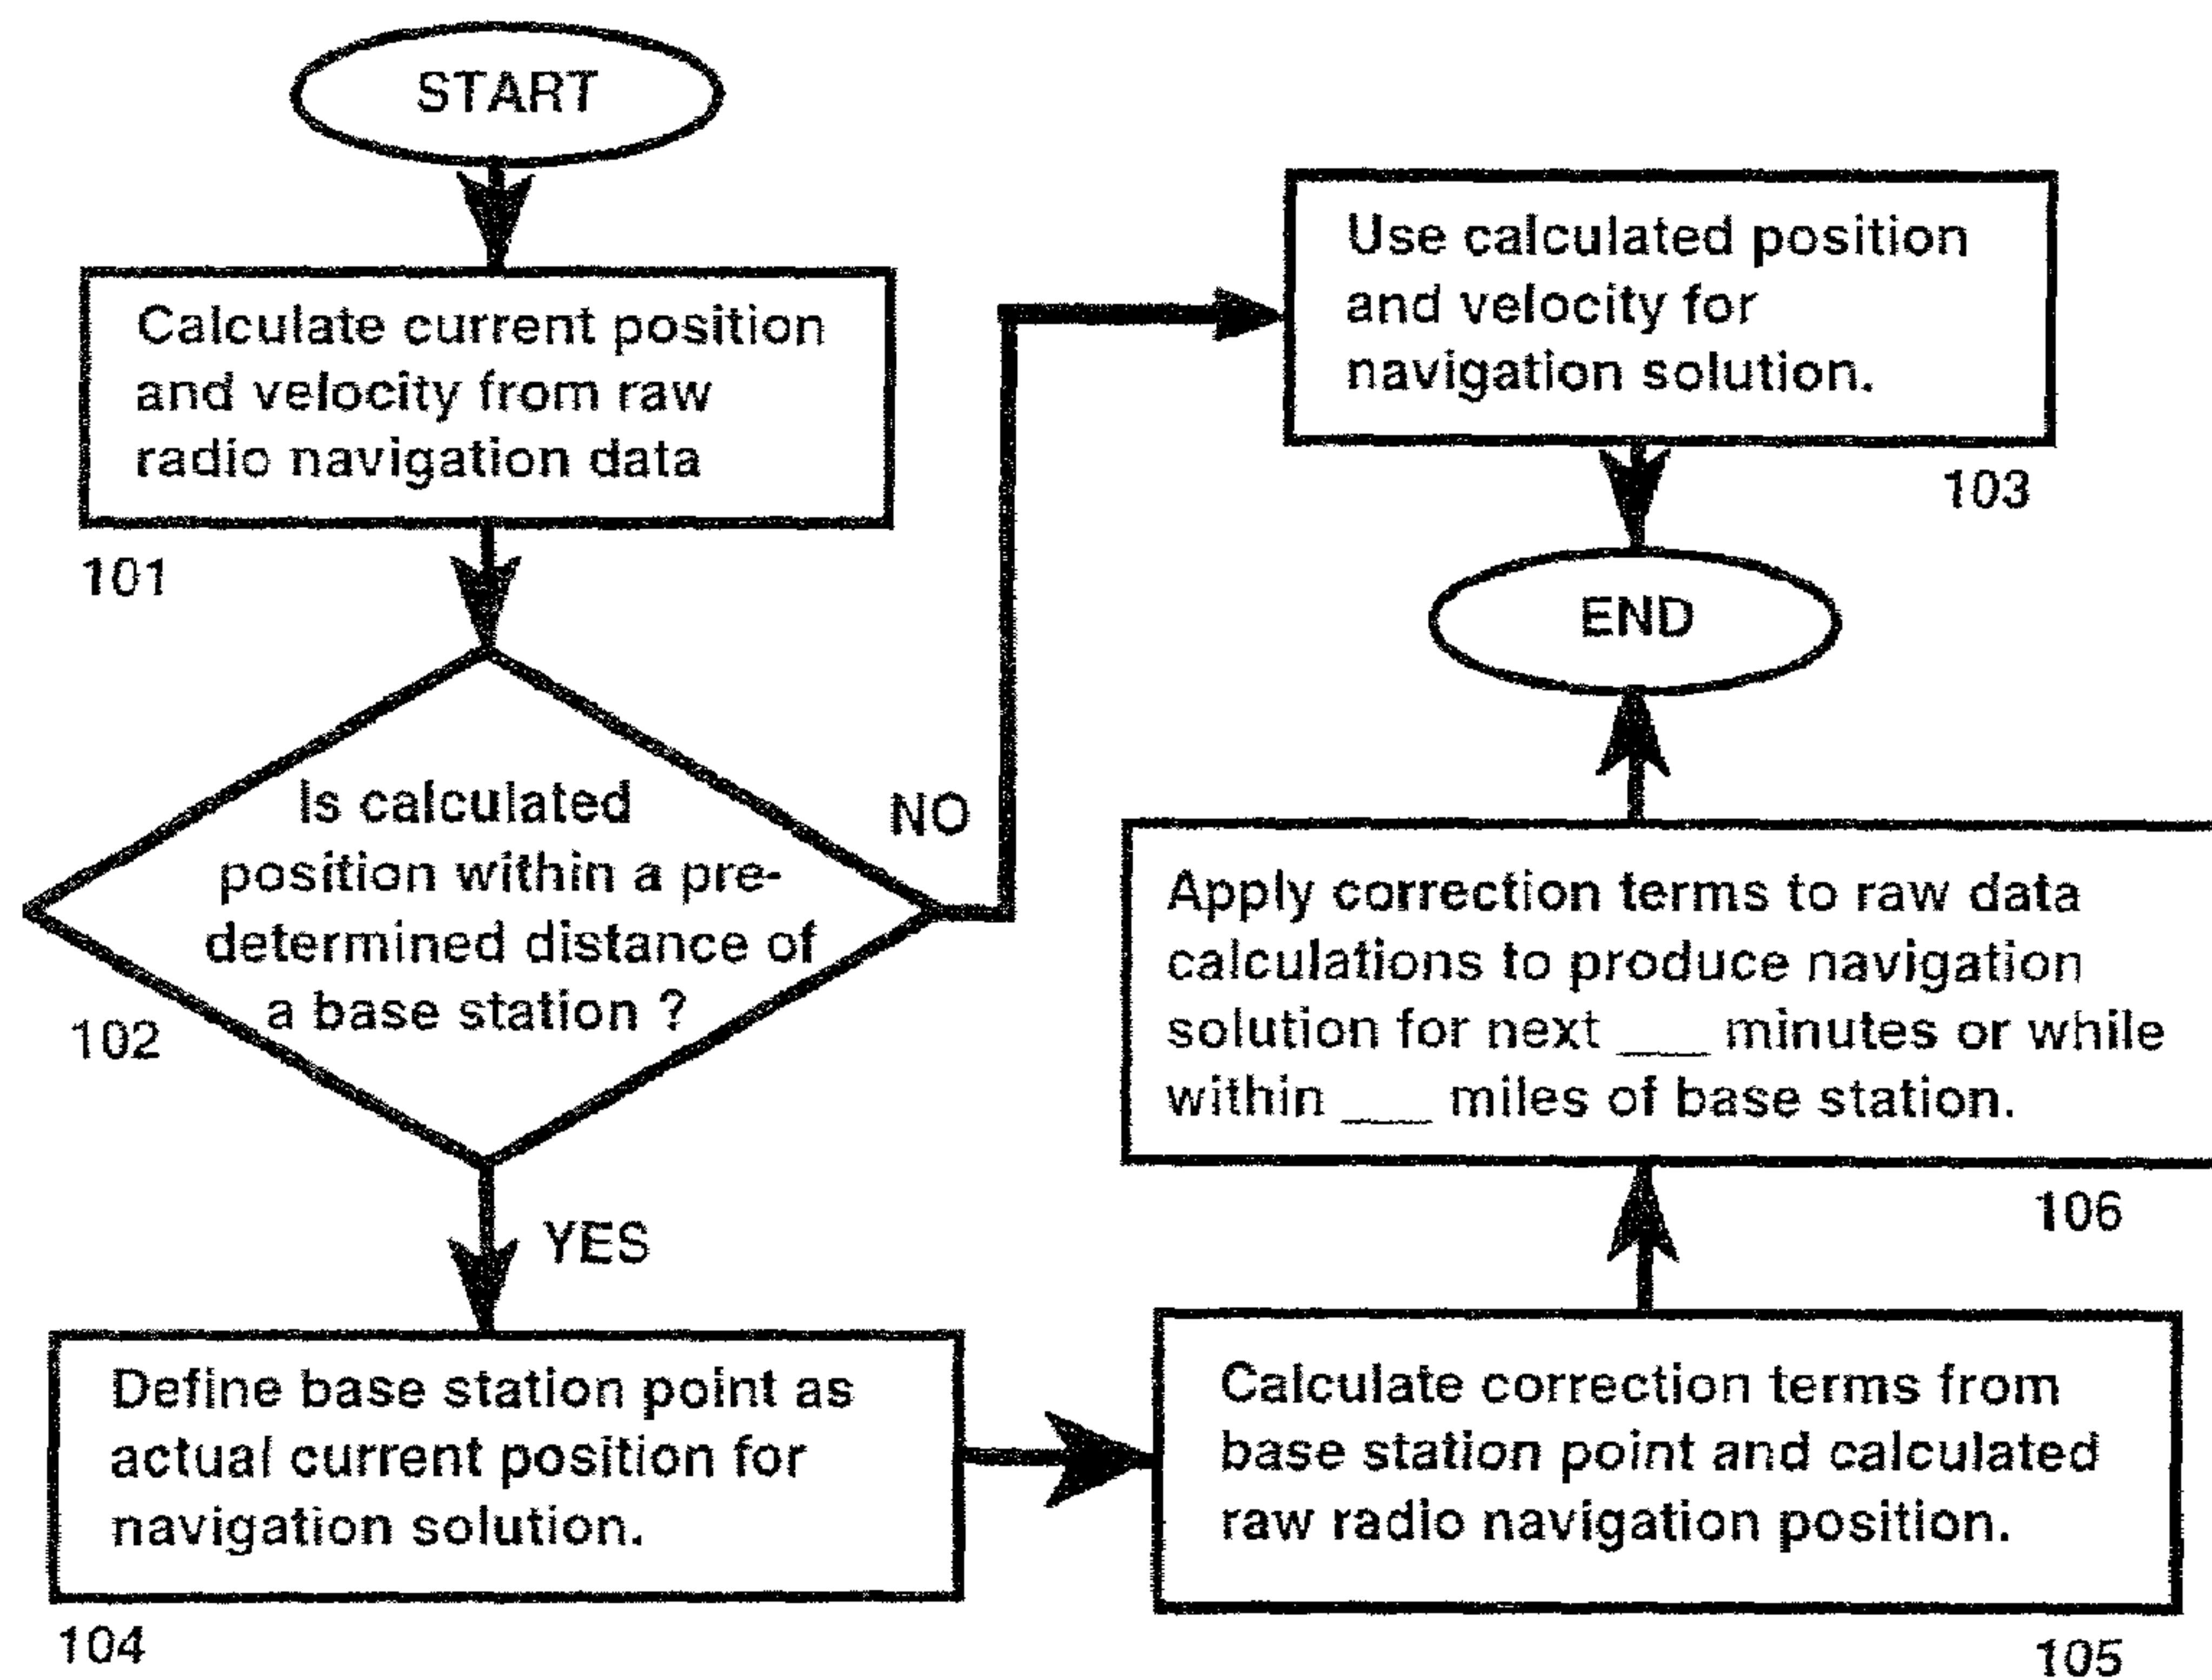 START
Calculate current position
and velocity from raw
radio navigation data
101
Is calculated
position within a pre-
determined distance of
a base station ?
102
NO
YES
Use calculated position
and velocity for
navigation solution.
103
END
Define base station point as
actual current position for
navigation solution.
104
Calculate correction terms from
base station point and calculated
raw radio navigation position.
105
Apply correction terms to raw data
calculations to produce navigation
solution for next ___ minutes or while
within ___ miles of base station.
106